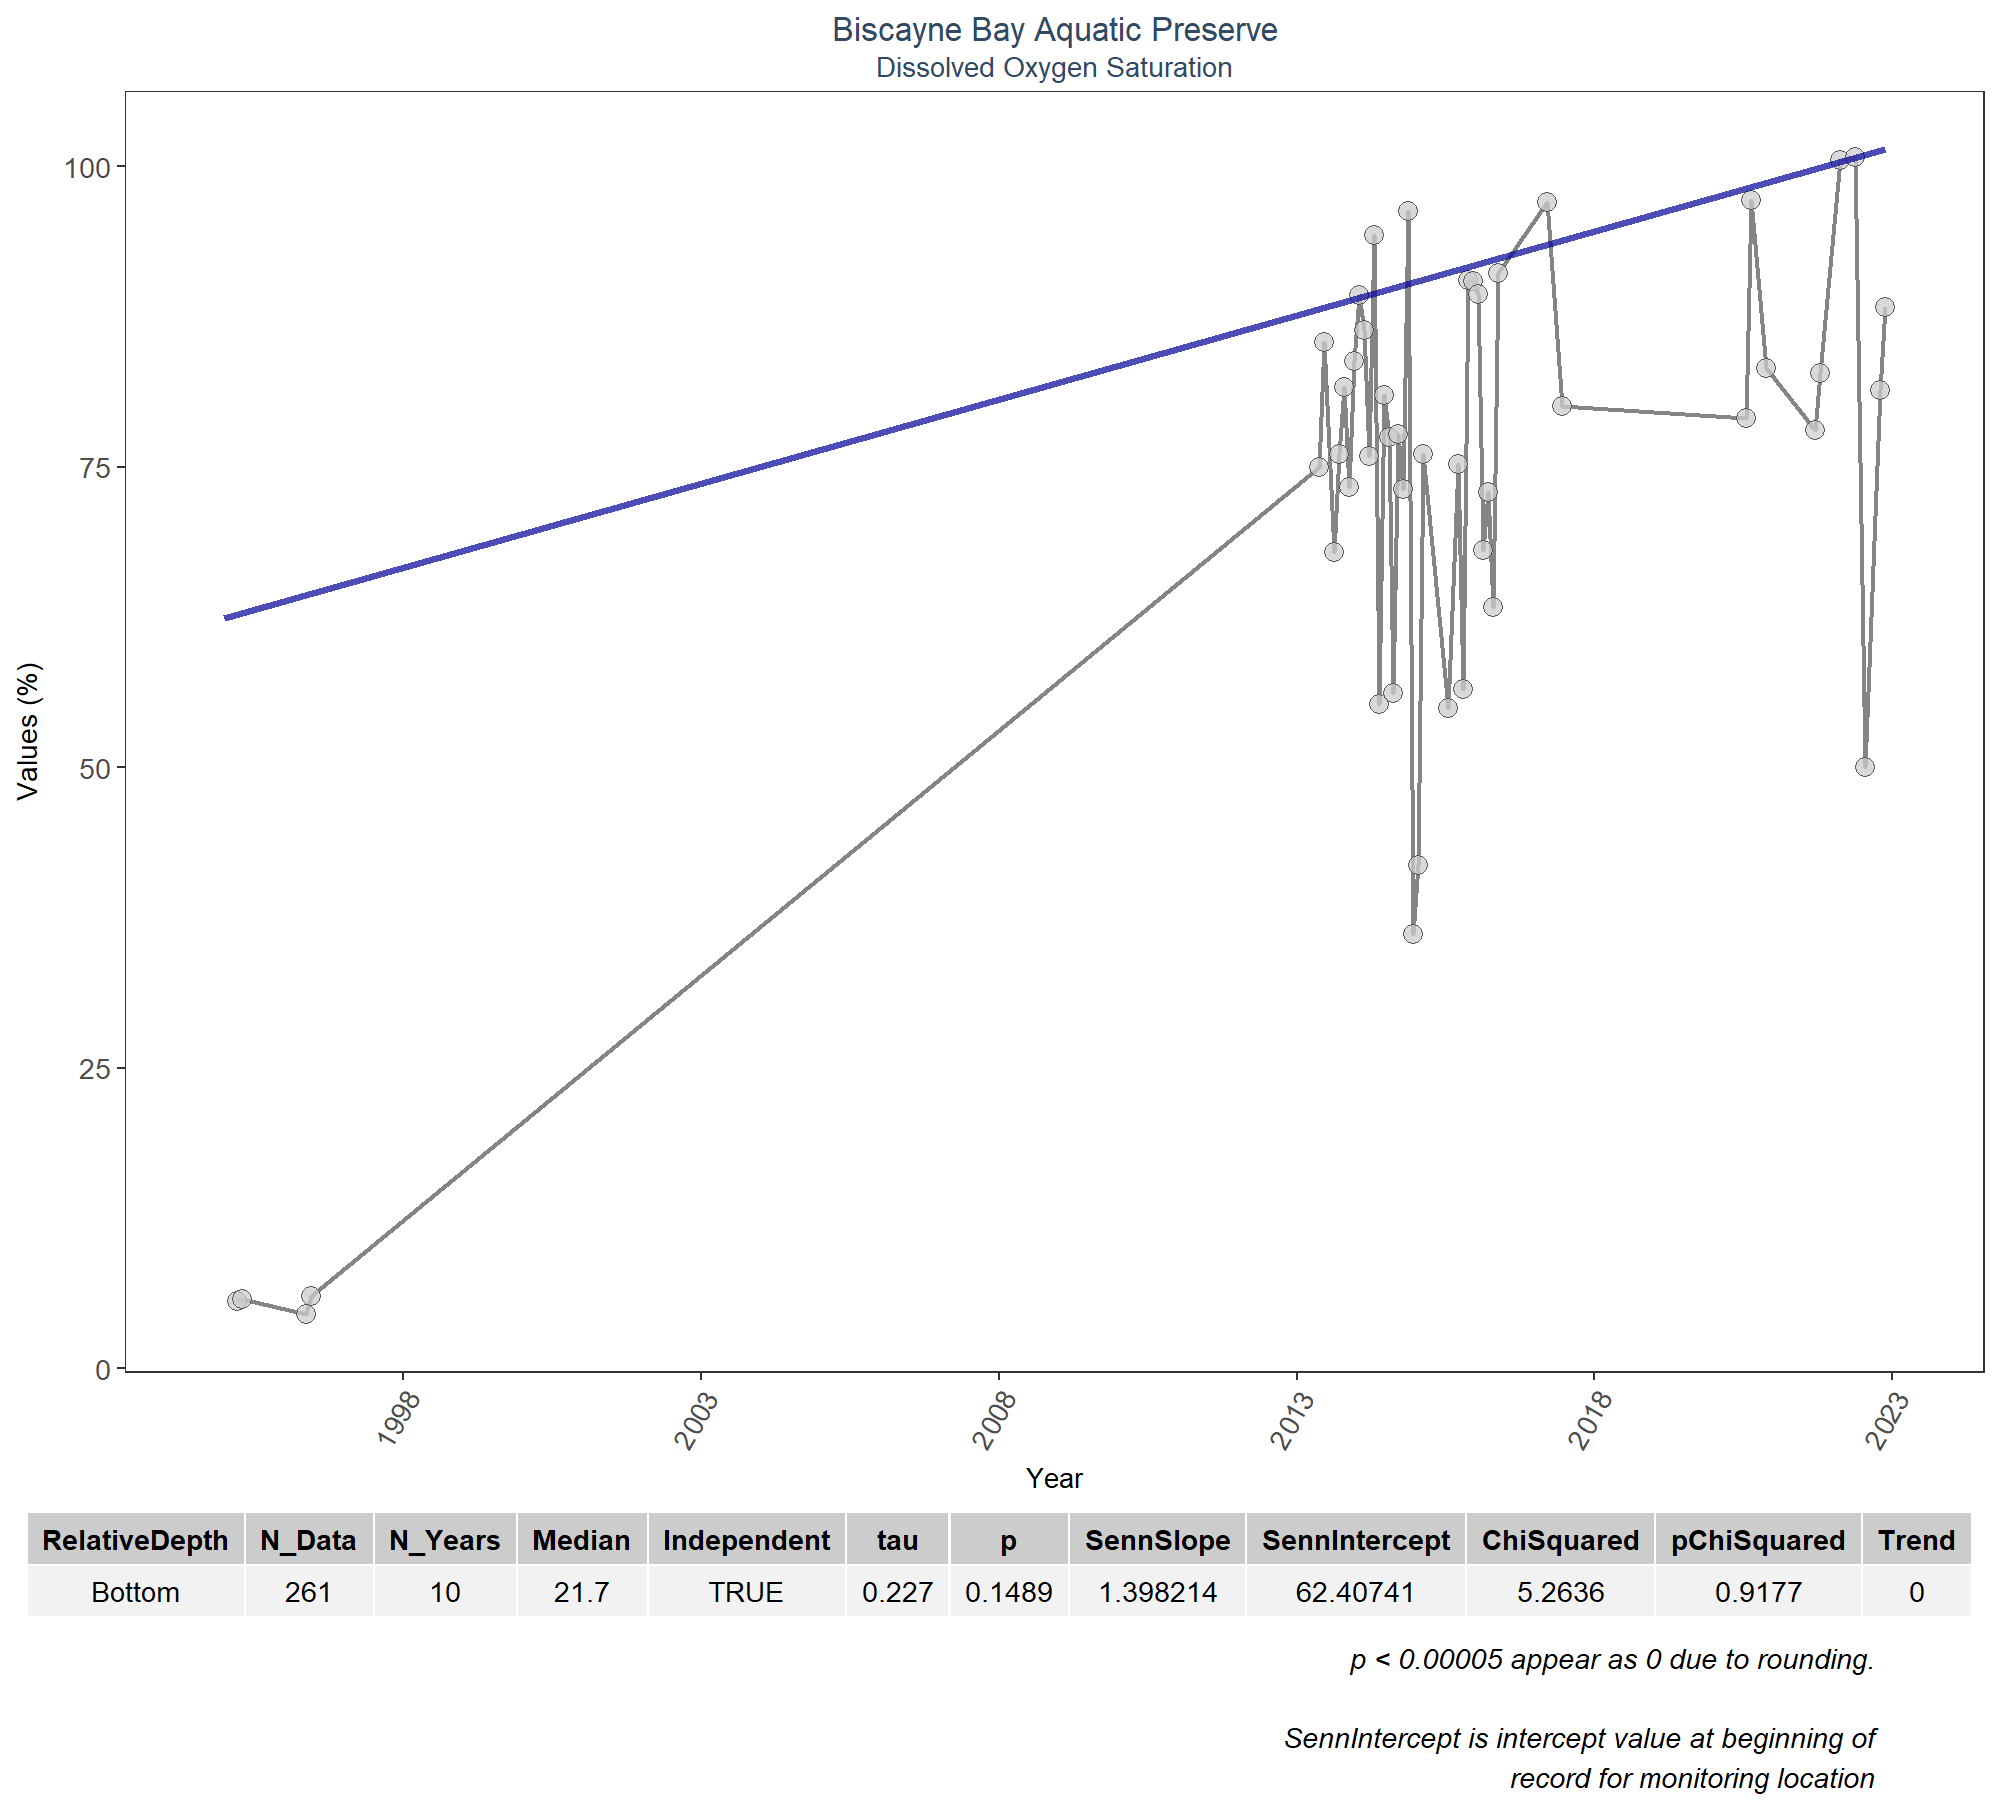 Biscayne Bay Aquatic Preserve
Dissolved Oxygen Saturation
Values (%)
100
75
50
25
0
1998 2003 2008 2013 2018 2023
Year
RelativeDepth N_Data N_Years Median Independent tau p SennSlope SennIntercept ChiSquared pChiSquared Trend
Bottom 261 10 21.7 TRUE 0.227 0.1489 1.398214 62.40741 5.2636 0.9177 0
p < 0.00005 appear as 0 due to rounding.
SennIntercept is intercept value at beginning of
record for monitoring location